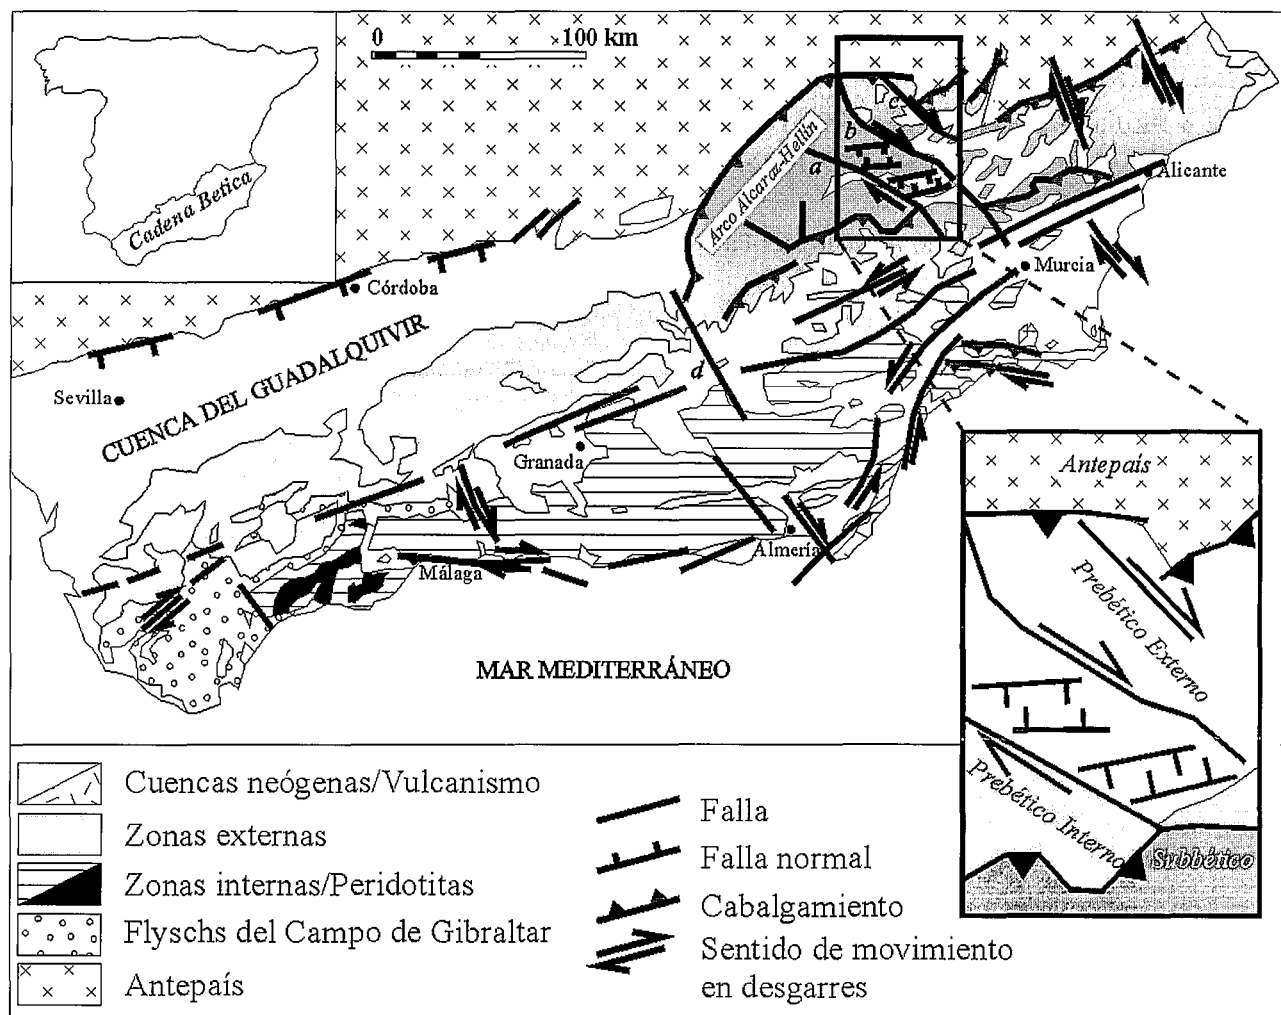 0 100 km
Cadena Betica
c
b
a
Arco Alcaraz-Hellín
Alicante
Murcia
Córdoba
CUENCA DEL GUADALQUIVIR
Sevilla
d
Granada
Almería
Málaga
MAR MEDITERRÁNEO
Antepaís
Prebético Externo
Prebético Interno
Subbético
Cuencas neógenas/Vulcanismo
Zonas externas
Zonas internas/Peridotitas
Flyschs del Campo de Gibraltar
Antepaís
Falla
Falla normal
Cabalgamiento
Sentido de movimiento
en desgarres